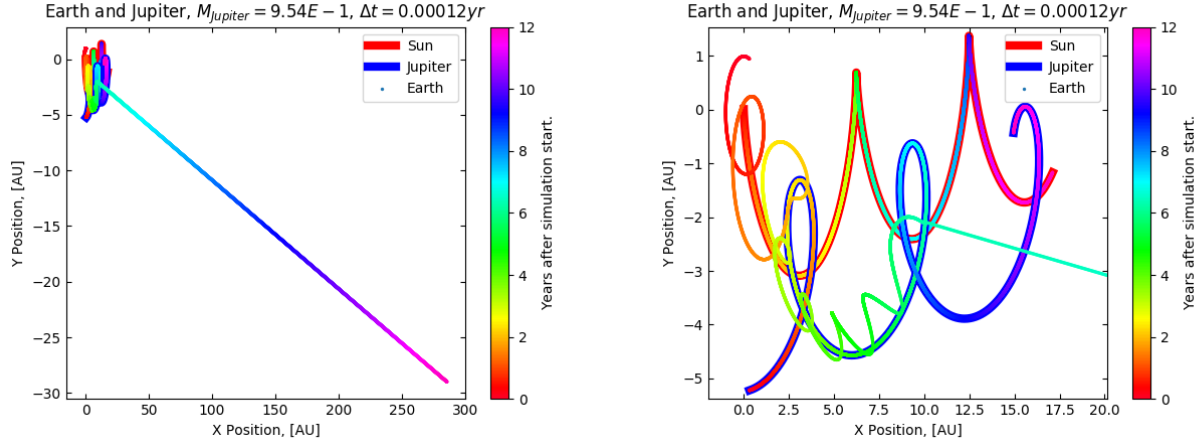 Earth and Jupiter, M_Jupiter = 9.54E − 1, Δt = 0.00012yr
Sun
Jupiter
Earth
0
−5
−10
−15
−20
−25
−30
Y Position, [AU]
0 50 100 150 200 250 300
X Position, [AU]
12
10
8
6
4
2
0
Years after simulation start.
Earth and Jupiter, M_Jupiter = 9.54E − 1, Δt = 0.00012yr
Sun
Jupiter
Earth
1
0
−1
−2
−3
−4
−5
Y Position, [AU]
0.0 2.5 5.0 7.5 10.0 12.5 15.0 17.5 20.0
X Position, [AU]
12
10
8
6
4
2
0
Years after simulation start.